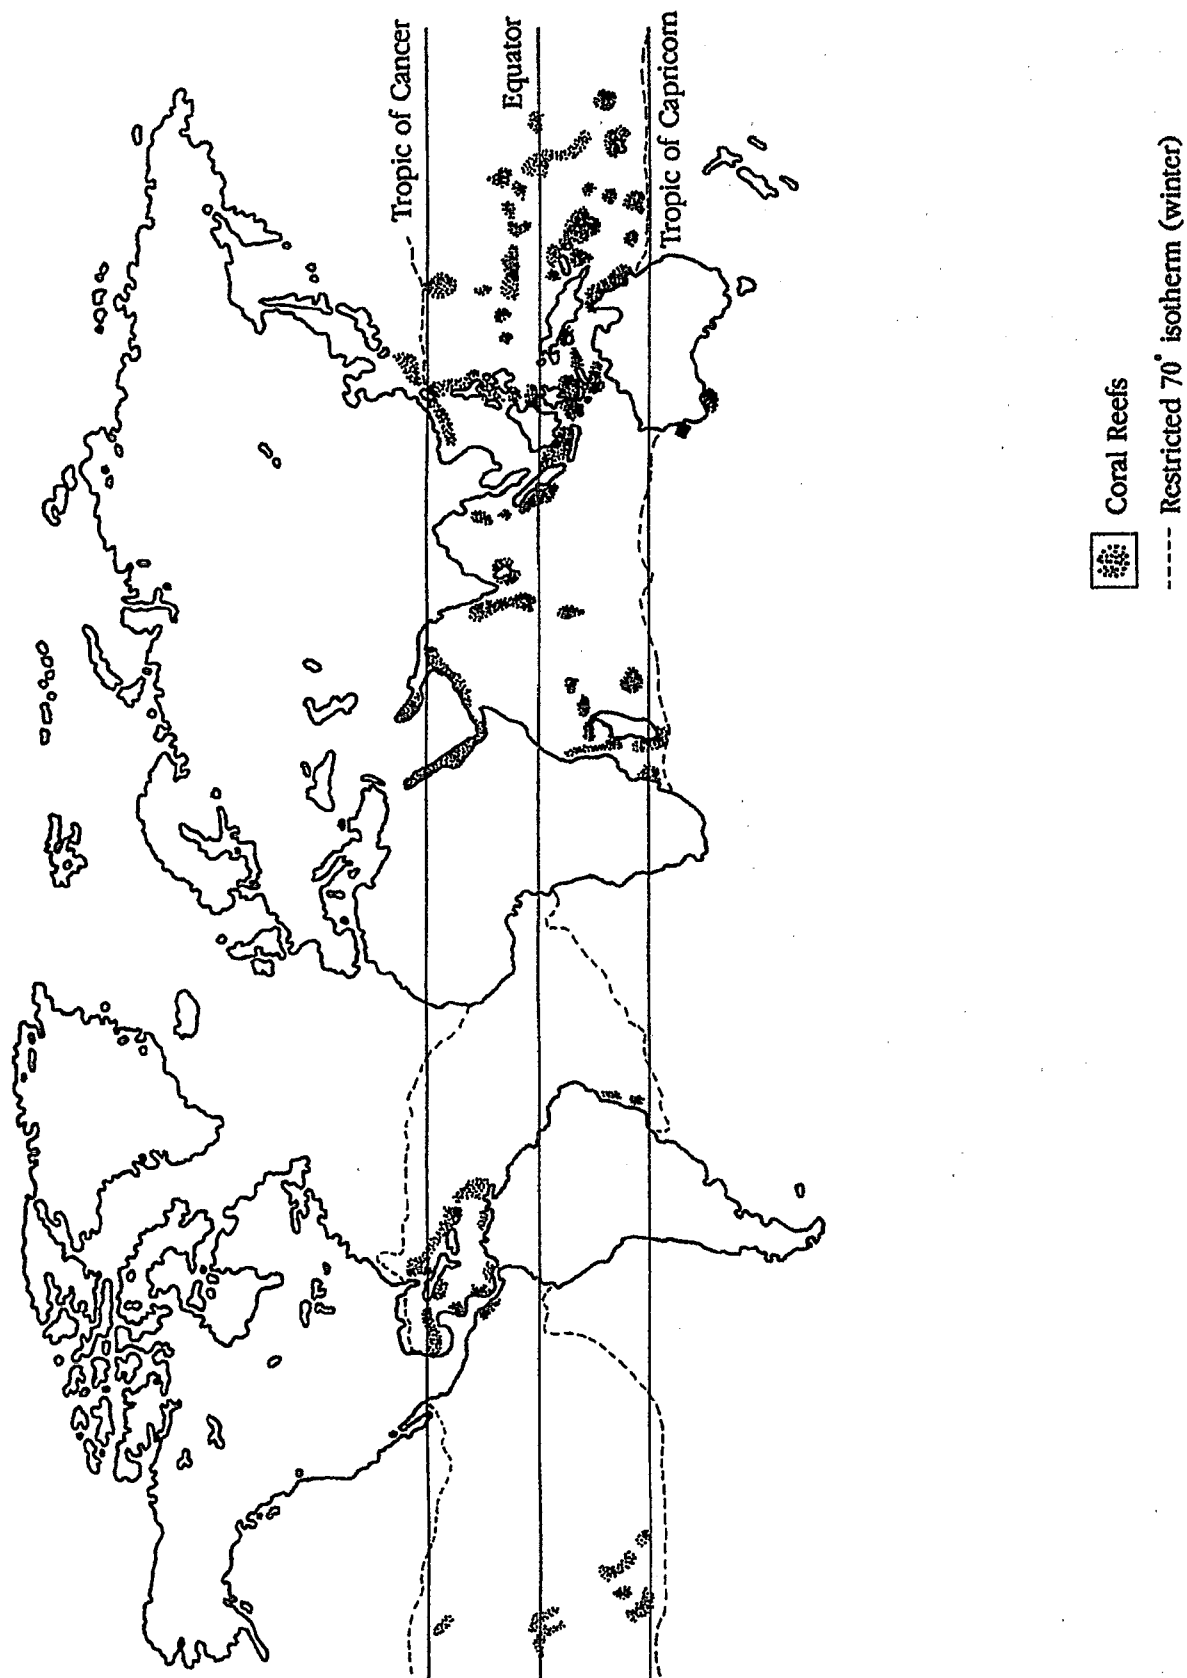 Tropic of Cancer
Equator
Tropic of Capricorn
Coral Reefs
Restricted 70° isotherm (winter)